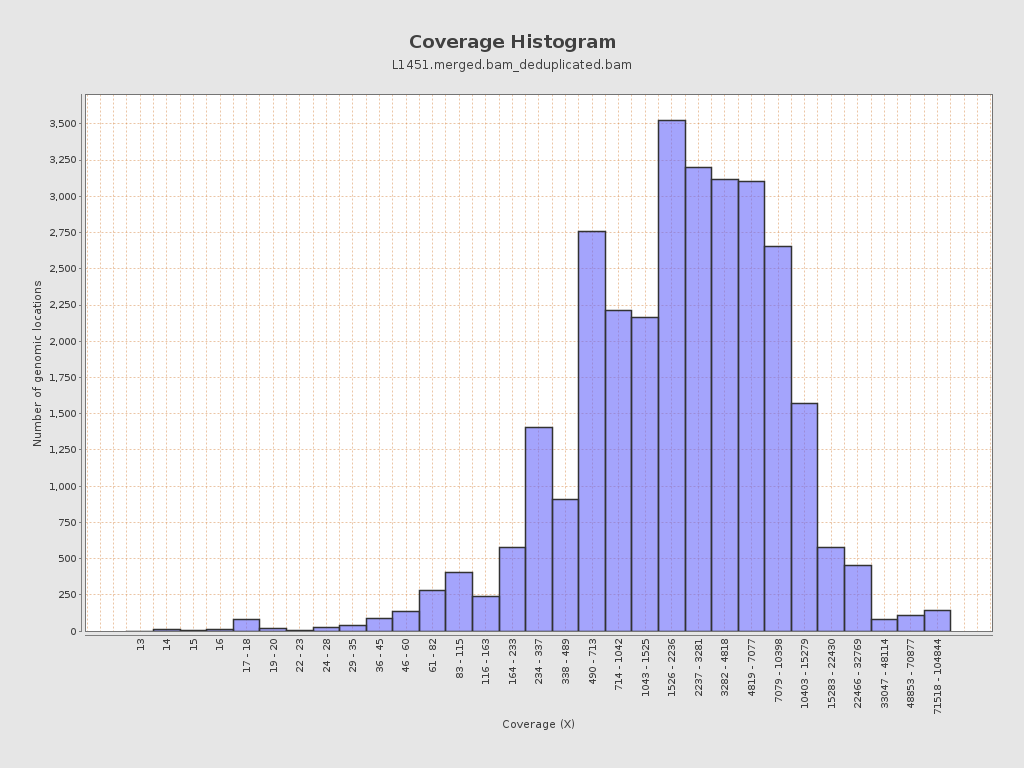 Coverage Histogram
L1451.merged.bam_deduplicated.bam
Number of genomic locations
3,500
3,250
3,000
2,750
2,500
2,250
2,000
1,750
1,500
1,250
1,000
750
500
250
0
13
14
15
16
17 - 18
19 - 20
22 - 23
24 - 28
29 - 35
36 - 45
46 - 60
61 - 82
83 - 115
116 - 163
164 - 233
234 - 337
338 - 489
490 - 713
714 - 1042
1043 - 1525
1526 - 2236
2237 - 3281
3282 - 4818
4819 - 7077
7079 - 10398
10403 - 15279
15283 - 22430
22466 - 32769
33047 - 48114
48853 - 70877
71518 - 104844
Coverage (X)